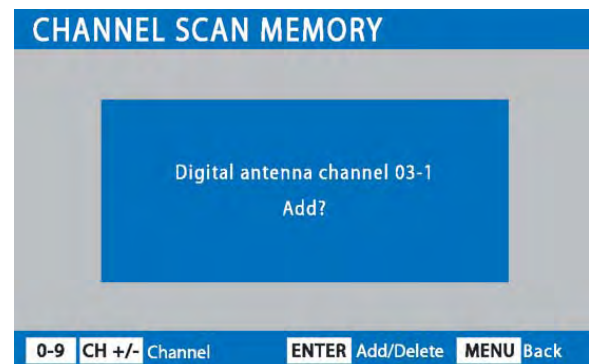 CHANNEL SCAN MEMORY
Digital antenna channel 03-1
Add?
0-9 CH +/- Channel ENTER Add/Delete MENU Back